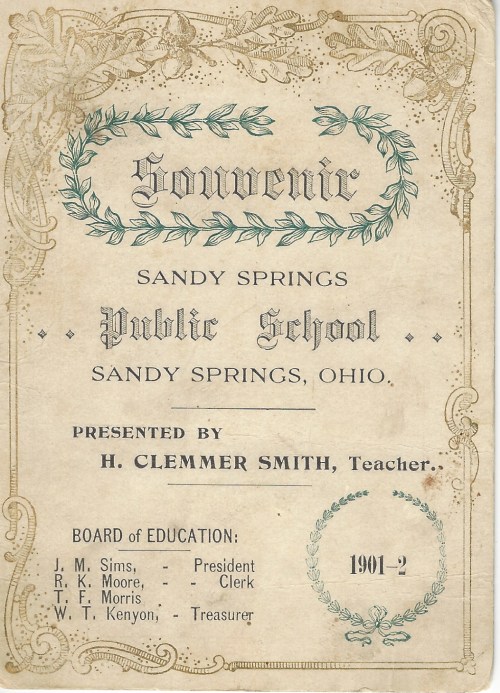 Souvenir
SANDY SPRINGS
. . Public School . .
SANDY SPRINGS, OHIO.
PRESENTED BY
H. CLEMMER SMITH, Teacher..
BOARD of EDUCATION:
J. M. Sims, - President
R. K. Moore, - - Clerk
T. F. Morris
W. T. Kenyon, - Treasurer
1901-2